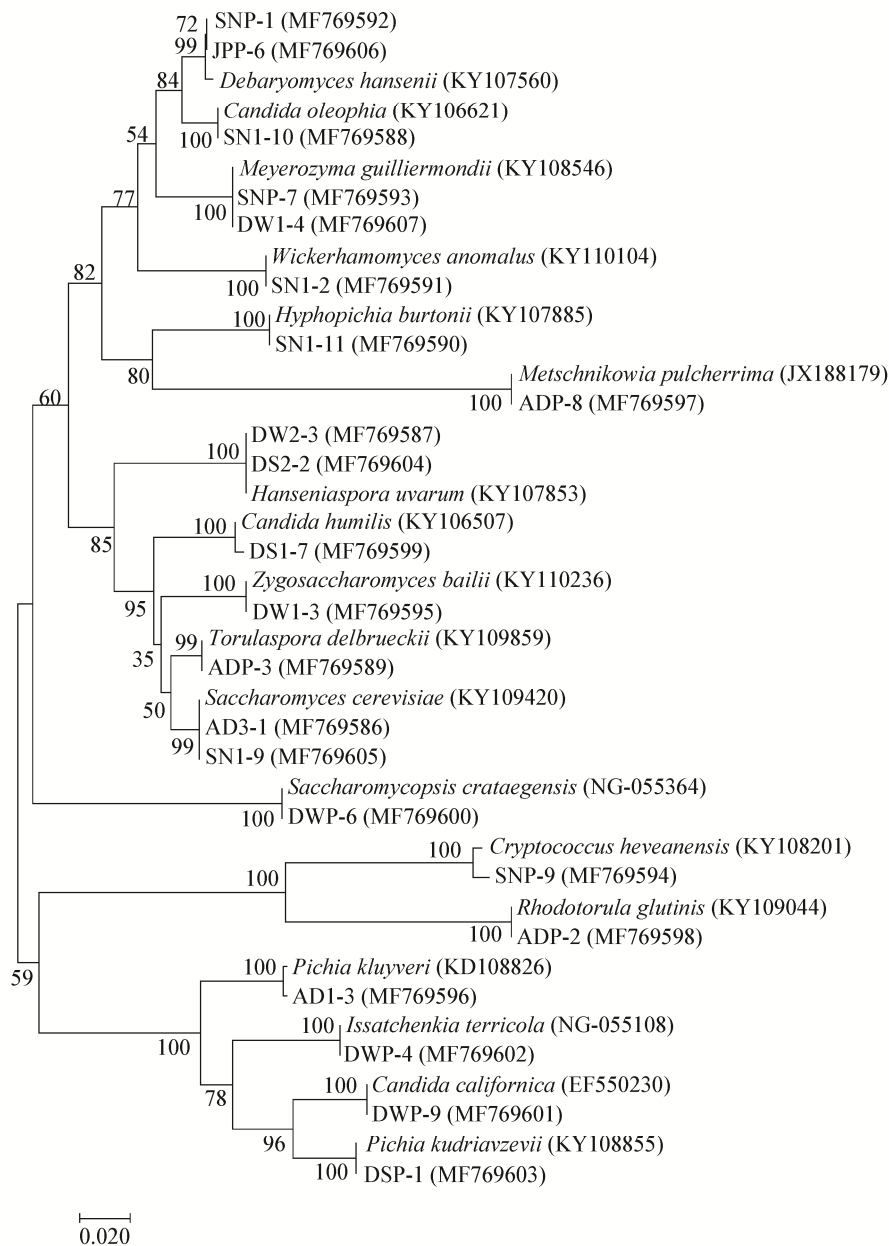 72
SNP-1 (MF769592)
99
JPP-6 (MF769606)
84
Debaryomyces hansenii (KY107560)
Candida oleophia (KY106621)
54
100
SN1-10 (MF769588)
Meyerozyma guilliermondii (KY108546)
77
SNP-7 (MF769593)
100
DW1-4 (MF769607)
Wickerhamomyces anomalus (KY110104)
82
100
SN1-2 (MF769591)
100
Hyphopichia burtonii (KY107885)
SN1-11 (MF769590)
80
Metschnikowia pulcherrima (JX188179)
60
100
ADP-8 (MF769597)
DW2-3 (MF769587)
100
DS2-2 (MF769604)
Hanseniaspora uvarum (KY107853)
100
Candida humilis (KY106507)
85
DS1-7 (MF769599)
100
Zygosaccharomyces bailii (KY110236)
95
DW1-3 (MF769595)
99
Torulaspora delbrueckii (KY109859)
35
ADP-3 (MF769589)
Saccharomyces cerevisiae (KY109420)
50
AD3-1 (MF769586)
99
SN1-9 (MF769605)
Saccharomycopsis crataegensis (NG-055364)
100
DWP-6 (MF769600)
100
Cryptococcus heveanensis (KY108201)
100
SNP-9 (MF769594)
Rhodotorula glutinis (KY109044)
100
ADP-2 (MF769598)
59
100
Pichia kluyveri (KD108826)
AD1-3 (MF769596)
100
100
Issatchenkia terricola (NG-055108)
DWP-4 (MF769602)
78
100
Candida californica (EF550230)
DWP-9 (MF769601)
96
Pichia kudriavzevii (KY108855)
100
DSP-1 (MF769603)
0.020